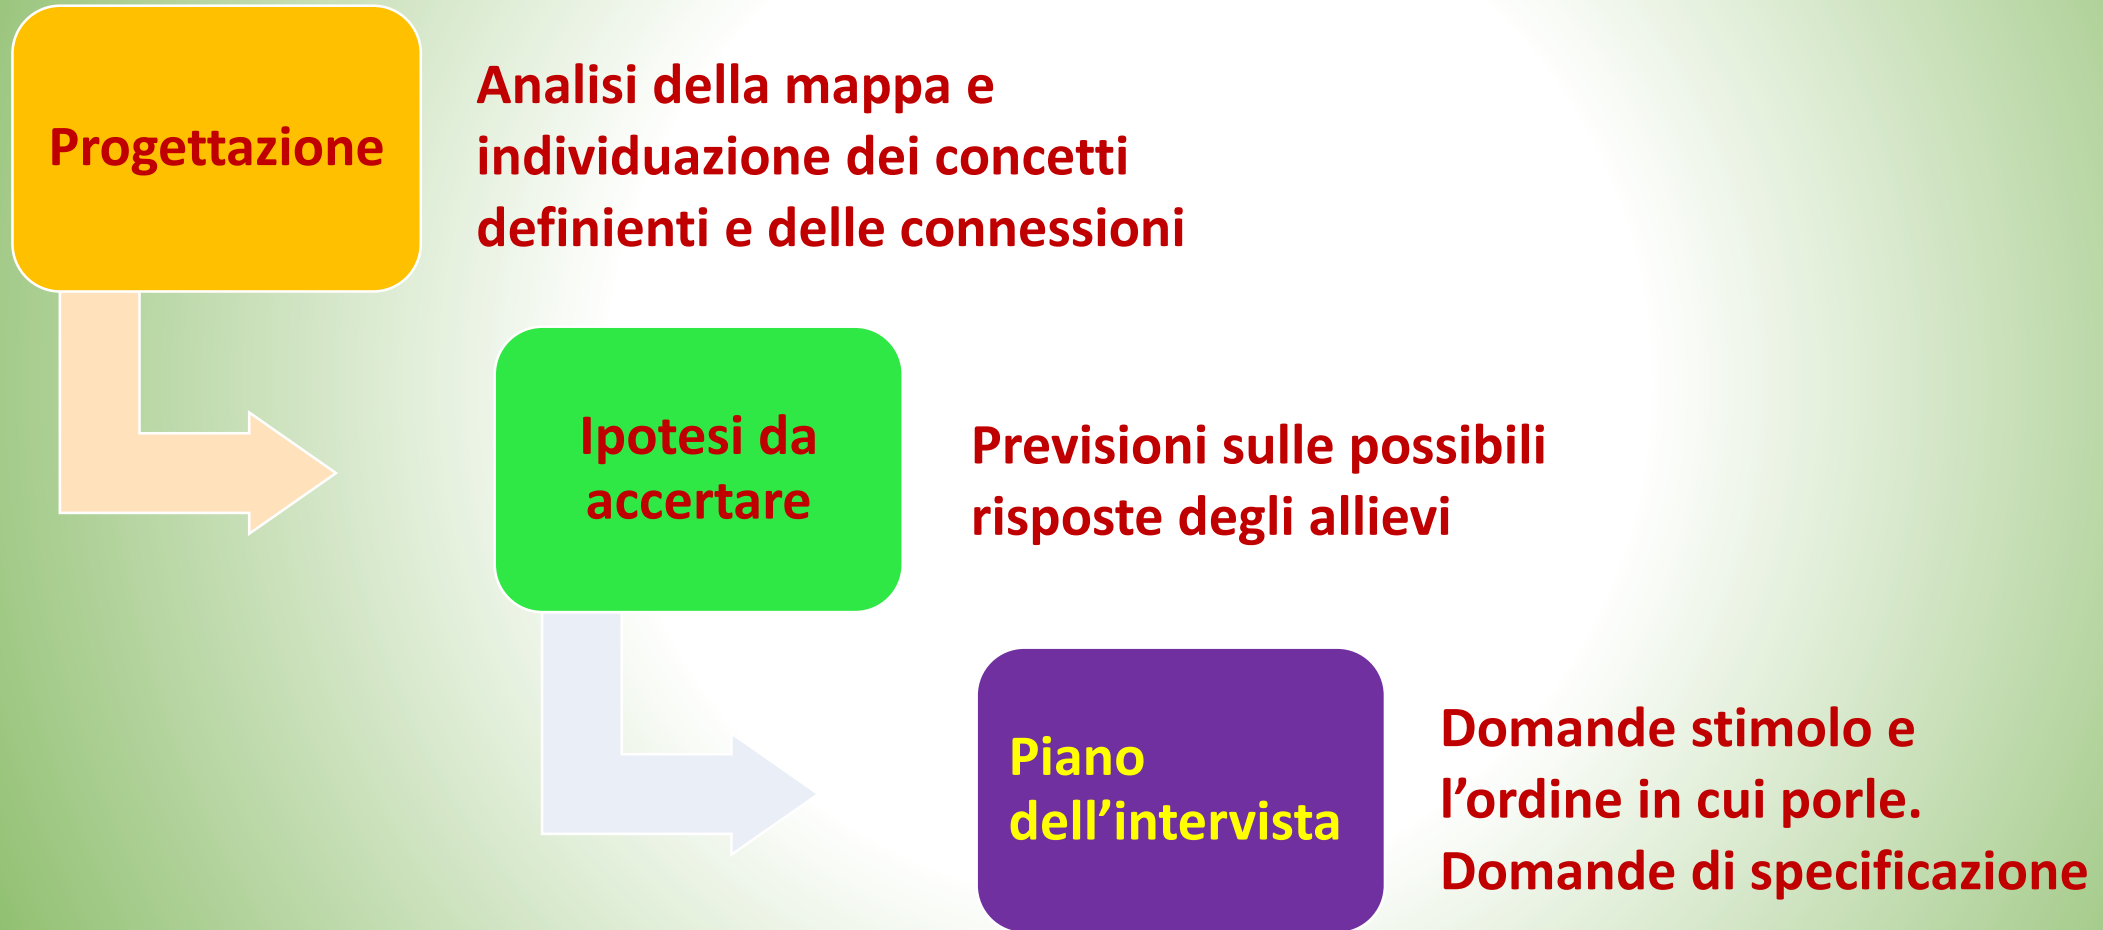 Progettazione
Analisi della mappa e
individuazione dei concetti
definienti e delle connessioni
Ipotesi da
accertare
Previsioni sulle possibili
risposte degli allievi
Piano
dell’intervista
Domande stimolo e
l’ordine in cui porle.
Domande di specificazione